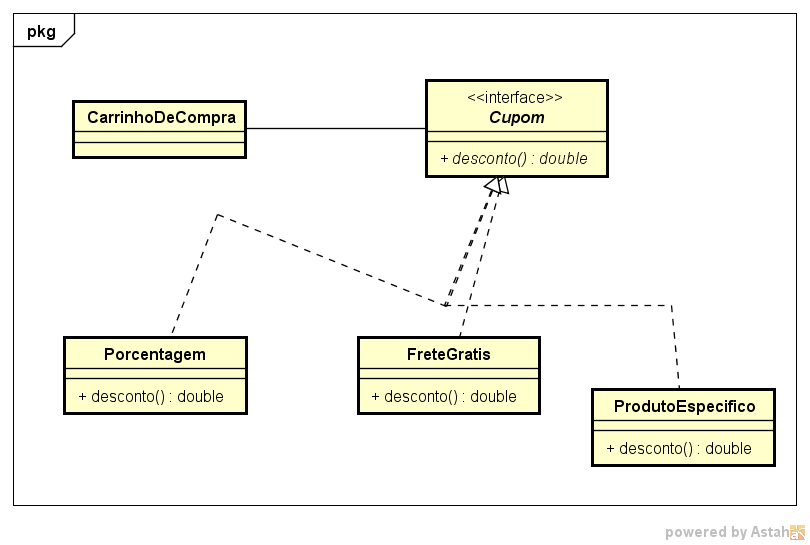 pkg
CarrinhoDeCompra
<<interface>>
Cupom
+ desconto() : double
Porcentagem
+ desconto() : double
FreteGratis
+ desconto() : double
ProdutoEspecifico
+ desconto() : double
powered by Astah